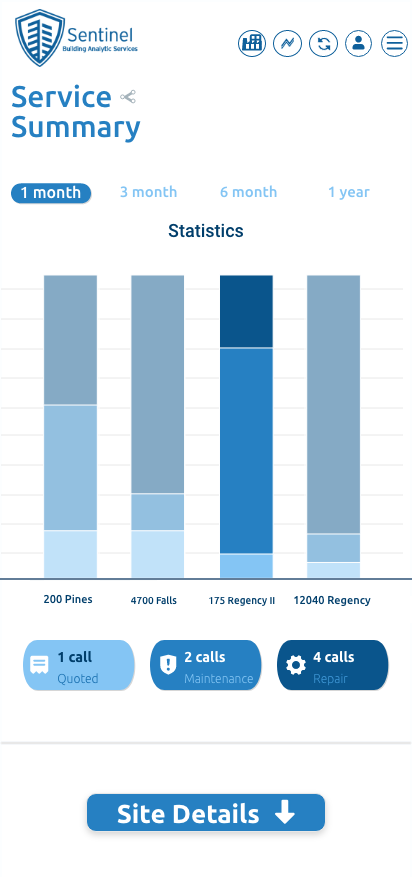 Sentinel
Building Analytic Services
Service
Summary
1 month 3 month 6 month 1 year
Statistics
200 Pines 4700 Falls 175 Regency II 12040 Regency
1 call 2 calls 4 calls
Quoted Maintenance Repair
Site Details